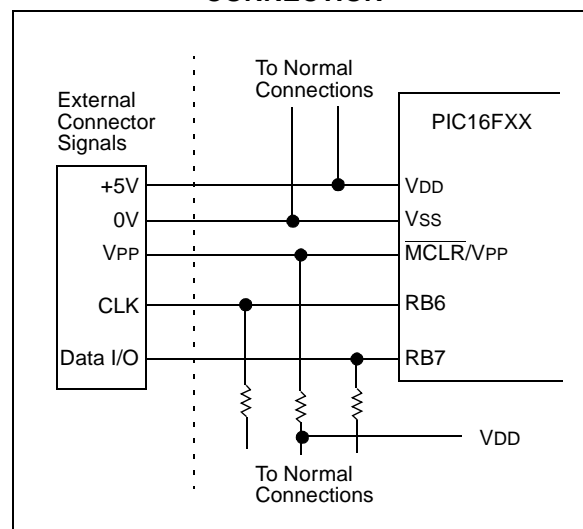 CONNECTION
To Normal
Connections
External
Connector
Signals
PIC16FXX
+5V
VDD
0V
VSS
VPP
MCLR/VPP
CLK
RB6
Data I/O
RB7
VDD
To Normal
Connections